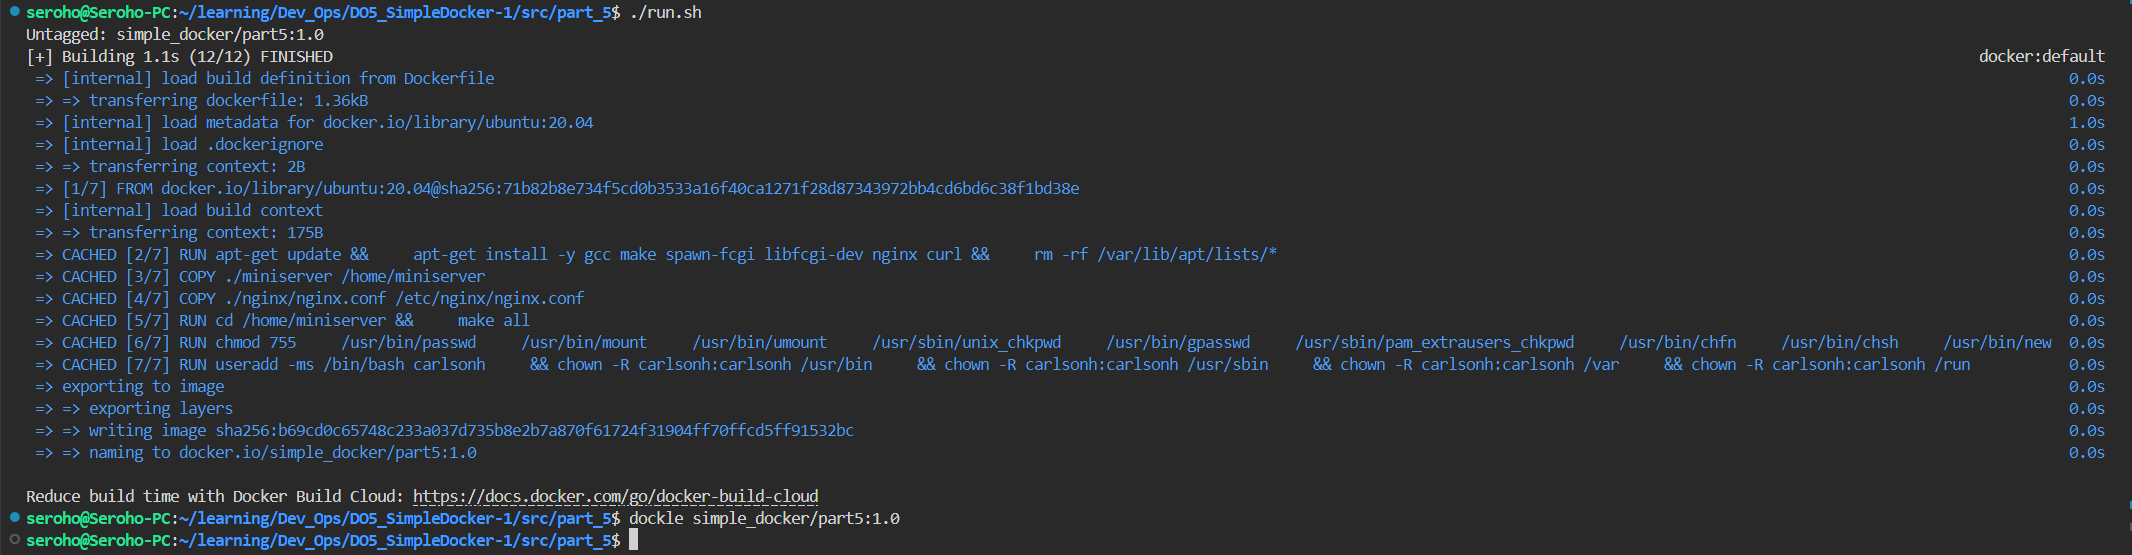 seroho@Seroho-PC:~/learning/Dev_Ops/DO5_SimpleDocker-1/src/part_5$ ./run.sh
Untagged: simple_docker/part5:1.0
[+] Building 1.1s (12/12) FINISHED docker:default
=> [internal] load build definition from Dockerfile 0.0s
=> => transferring dockerfile: 1.36kB 0.0s
=> [internal] load metadata for docker.io/library/ubuntu:20.04 1.0s
=> [internal] load .dockerignore 0.0s
=> => transferring context: 2B 0.0s
=> [1/7] FROM docker.io/library/ubuntu:20.04@sha256:71b82b8e734f5cd0b3533a16f40ca1271f28d87343972bb4cd6bd6c38f1bd38e 0.0s
=> [internal] load build context 0.0s
=> => transferring context: 175B 0.0s
=> CACHED [2/7] RUN apt-get update && apt-get install -y gcc make spawn-fcgi libfcgi-dev nginx curl && rm -rf /var/lib/apt/lists/* 0.0s
=> CACHED [3/7] COPY ./miniserver /home/miniserver 0.0s
=> CACHED [4/7] COPY ./nginx/nginx.conf /etc/nginx/nginx.conf 0.0s
=> CACHED [5/7] RUN cd /home/miniserver && make all 0.0s
=> CACHED [6/7] RUN chmod 755 /usr/bin/passwd /usr/bin/mount /usr/bin/umount /usr/sbin/unix_chkpwd /usr/bin/gpasswd /usr/sbin/pam_extrausers_chkpwd /usr/bin/chfn /usr/bin/chsh /usr/bin/new 0.0s
=> CACHED [7/7] RUN useradd -ms /bin/bash carlsonh && chown -R carlsonh:carlsonh /usr/bin && chown -R carlsonh:carlsonh /usr/sbin && chown -R carlsonh:carlsonh /var && chown -R carlsonh:carlsonh /run 0.0s
=> exporting to image 0.0s
=> => exporting layers 0.0s
=> => writing image sha256:b69cd0c65748c233a037d735b8e2b7a870f61724f31904ff70ffcd5ff91532bc 0.0s
=> => naming to docker.io/simple_docker/part5:1.0 0.0s
Reduce build time with Docker Build Cloud: https://docs.docker.com/go/docker-build-cloud
seroho@Seroho-PC:~/learning/Dev_Ops/DO5_SimpleDocker-1/src/part_5$ dockle simple_docker/part5:1.0
seroho@Seroho-PC:~/learning/Dev_Ops/DO5_SimpleDocker-1/src/part_5$